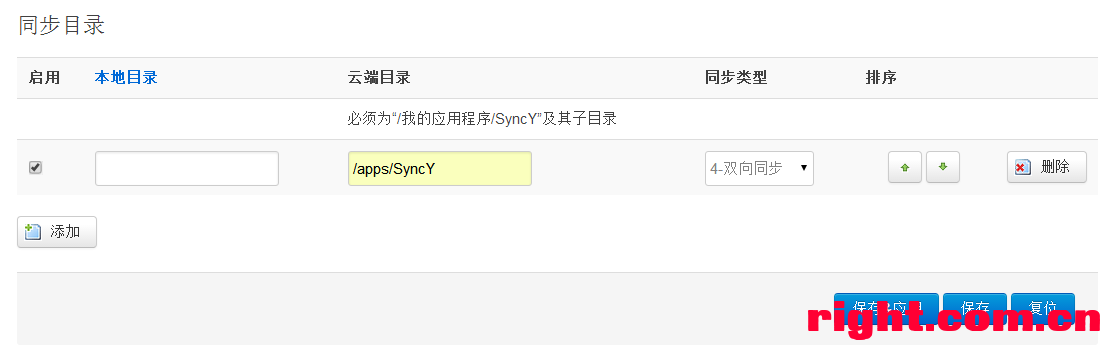 同步目录
启用 本地目录 云端目录 同步类型 排序
必须为“/我的应用程序/SyncY”及其子目录
/apps/SyncY 4-双向同步 删除
添加
保存&应用 保存 复位
right.com.cn